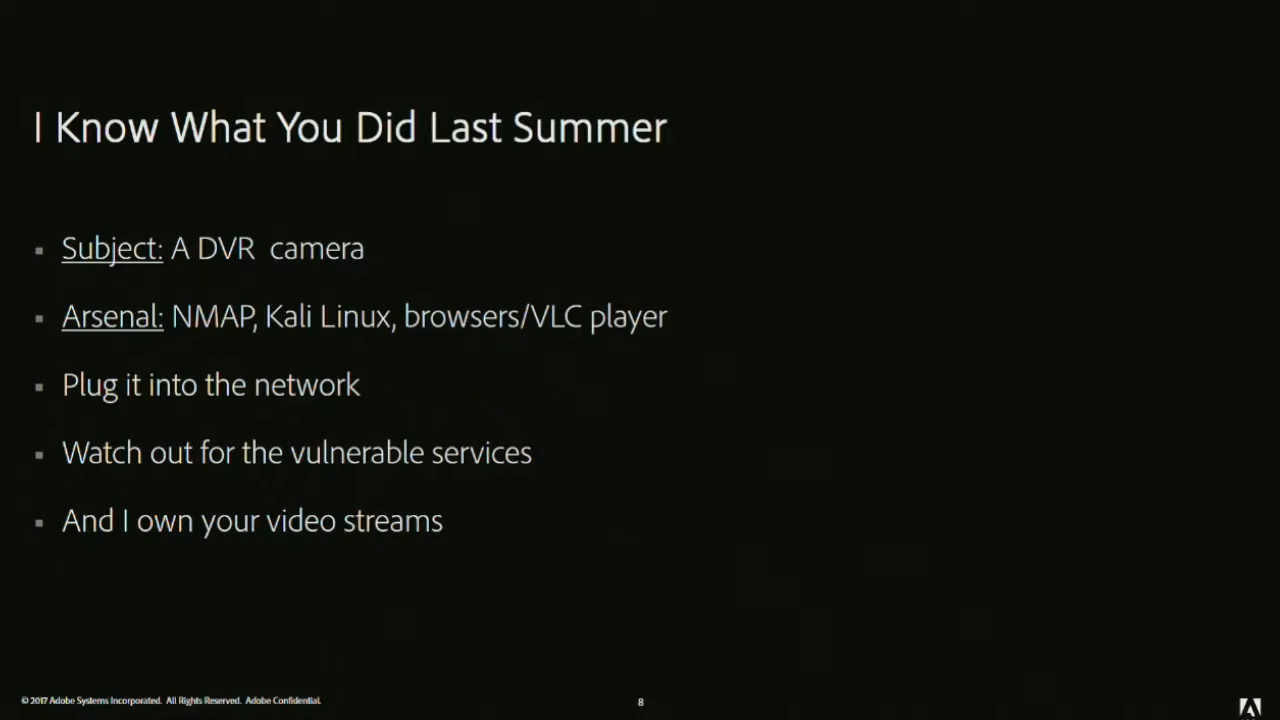 I Know What You Did Last Summer
Subject: A DVR camera
Arsenal: NMAP, Kali Linux, browsers/VLC player
Plug it into the network
Watch out for the vulnerable services
And I own your video streams
© 2017 Adobe Systems Incorporated. All Rights Reserved. Adobe Confidential.
8